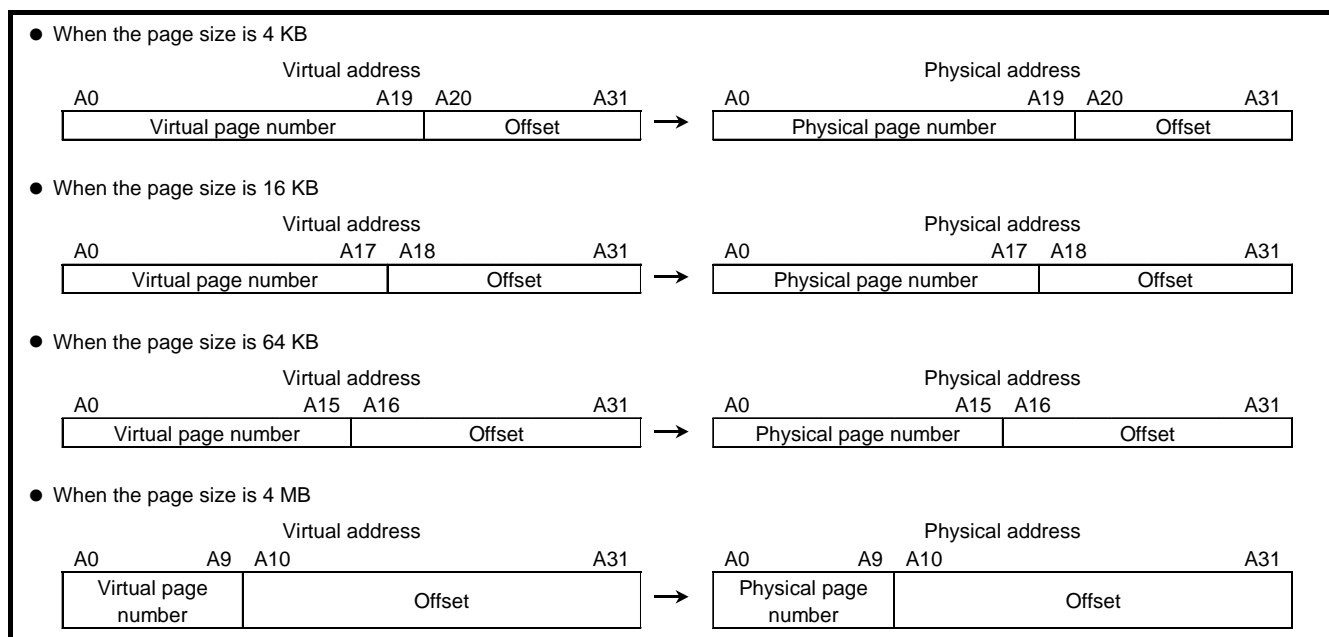 ● When the page size is 4 KB
Virtual address Physical address
A0 A19 A20 A31 A0 A19 A20 A31
Virtual page number Offset → Physical page number Offset
● When the page size is 16 KB
Virtual address Physical address
A0 A17 A18 A31 A0 A17 A18 A31
Virtual page number Offset → Physical page number Offset
● When the page size is 64 KB
Virtual address Physical address
A0 A15 A16 A31 A0 A15 A16 A31
Virtual page number Offset → Physical page number Offset
● When the page size is 4 MB
Virtual address Physical address
A0 A9 A10 A31 A0 A9 A10 A31
Virtual page number Offset → Physical page number Offset